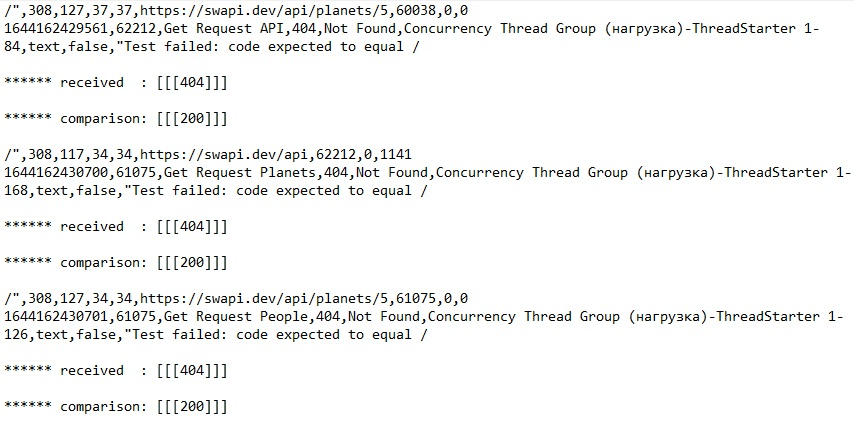 /",308,127,37,37,https://swapi.dev/api/planets/5,60038,0,0
1644162429561,62212,Get Request API,404,Not Found,Concurrency Thread Group (нагрузка)-ThreadStarter 1-
84,text,false,"Test failed: code expected to equal /
****** received  : [[[404]]]
****** comparison: [[[200]]]
/",308,117,34,34,https://swapi.dev/api,62212,0,1141
1644162430700,61075,Get Request Planets,404,Not Found,Concurrency Thread Group (нагрузка)-ThreadStarter 1-
168,text,false,"Test failed: code expected to equal /
****** received  : [[[404]]]
****** comparison: [[[200]]]
/",308,127,34,34,https://swapi.dev/api/planets/5,61075,0,0
1644162430701,61075,Get Request People,404,Not Found,Concurrency Thread Group (нагрузка)-ThreadStarter 1-
126,text,false,"Test failed: code expected to equal /
****** received  : [[[404]]]
****** comparison: [[[200]]]